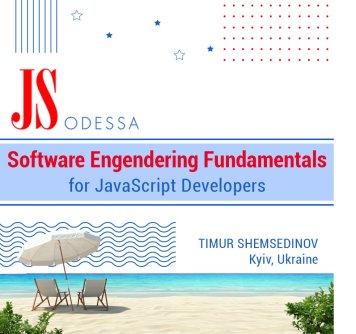 JS ODESSA
Software Engendering Fundamentals
for JavaScript Developers
TIMUR SHEMSEDINOV
Kyiv, Ukraine